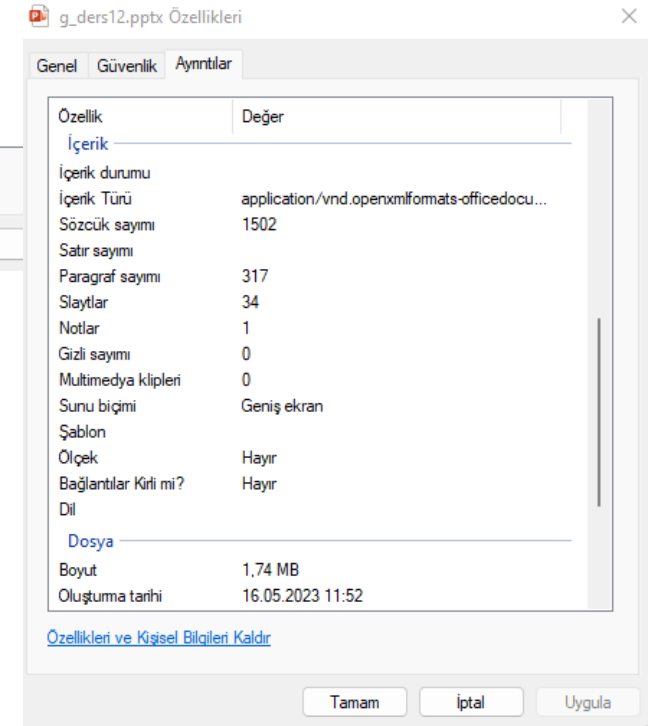 g_ders12.pptx Özellikleri
Genel Güvenlik Ayrıntılar
Özellik Değer
İçerik
İçerik durumu
İçerik Türü application/vnd.openxmlformats-officedocu...
Sözcük sayımı 1502
Satır sayımı
Paragraf sayımı 317
Slaytlar 34
Notlar 1
Gizli sayımı 0
Multimedya klipleri 0
Sunu biçimi Geniş ekran
Şablon
Ölçek Hayır
Bağlantılar Kirli mi? Hayır
Dil
Dosya
Boyut 1,74 MB
Oluşturma tarihi 16.05.2023 11:52
Özellikleri ve Kişisel Bilgileri Kaldır
Tamam İptal Uygula